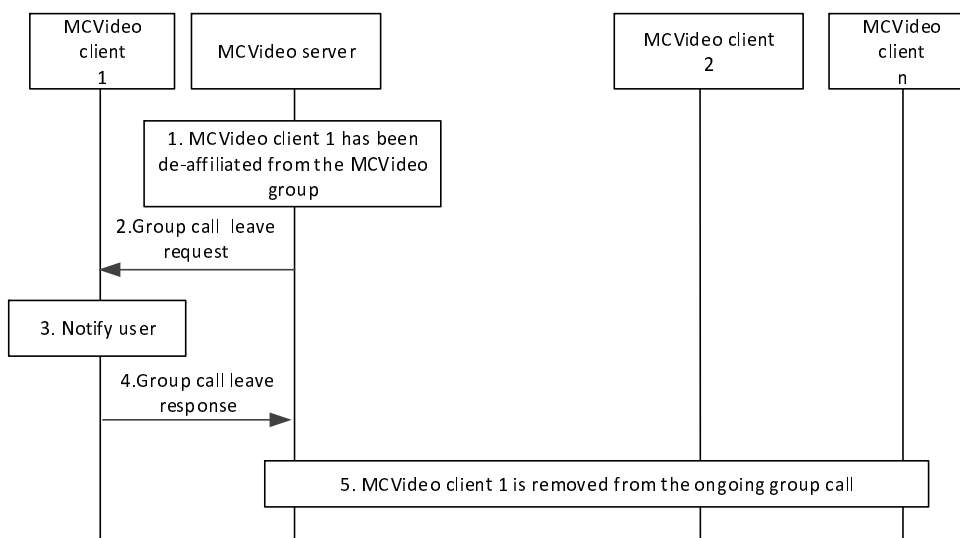 MCVideo
client
1
MCVideo server
MCVideo client
2
MCVideo
client
n
1. MCVideo client 1 has been
de-affiliated from the MCVideo
group
2.Group call leave
request
3. Notify user
4.Group call leave
response
5. MCVideo client 1 is removed from the ongoing group call